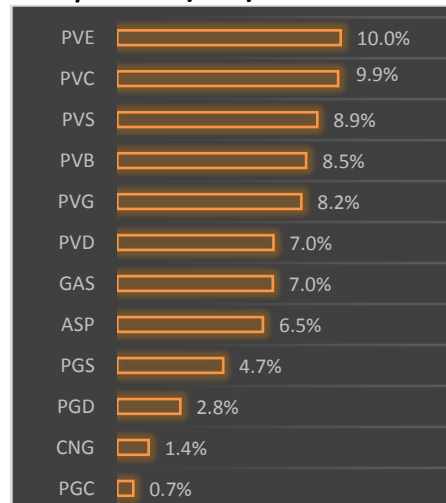 PVE 10.0%
PVC 9.9%
PVS 8.9%
PVB 8.5%
PVG 8.2%
PVD 7.0%
GAS 7.0%
ASP 6.5%
PGS 4.7%
PGD 2.8%
CNG 1.4%
PGC 0.7%